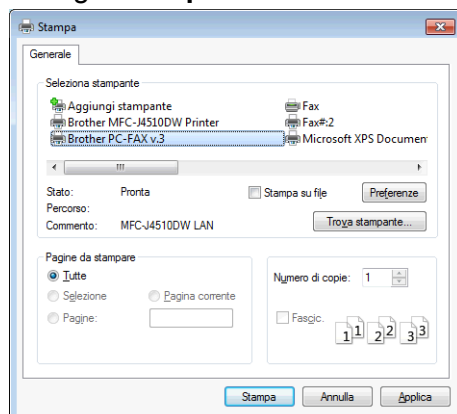 Stampa
Generale
Seleziona stampante
Aggiungi stampante
Fax
Brother MFC-J4510DW Printer
Fax#:2
Brother PC-FAX v.3
Microsoft XPS Documen
Stato: Pronta
Stampa su file
Preferenze
Percorso:
Commento: MFC-J4510DW LAN
Trova stampante...
Pagine da stampare
Tutte
Numero di copie: 1
Selezione
Pagina corrente
Pagine:
Fascic.
1 1 2 2 3 3
Stampa
Annulla
Applica